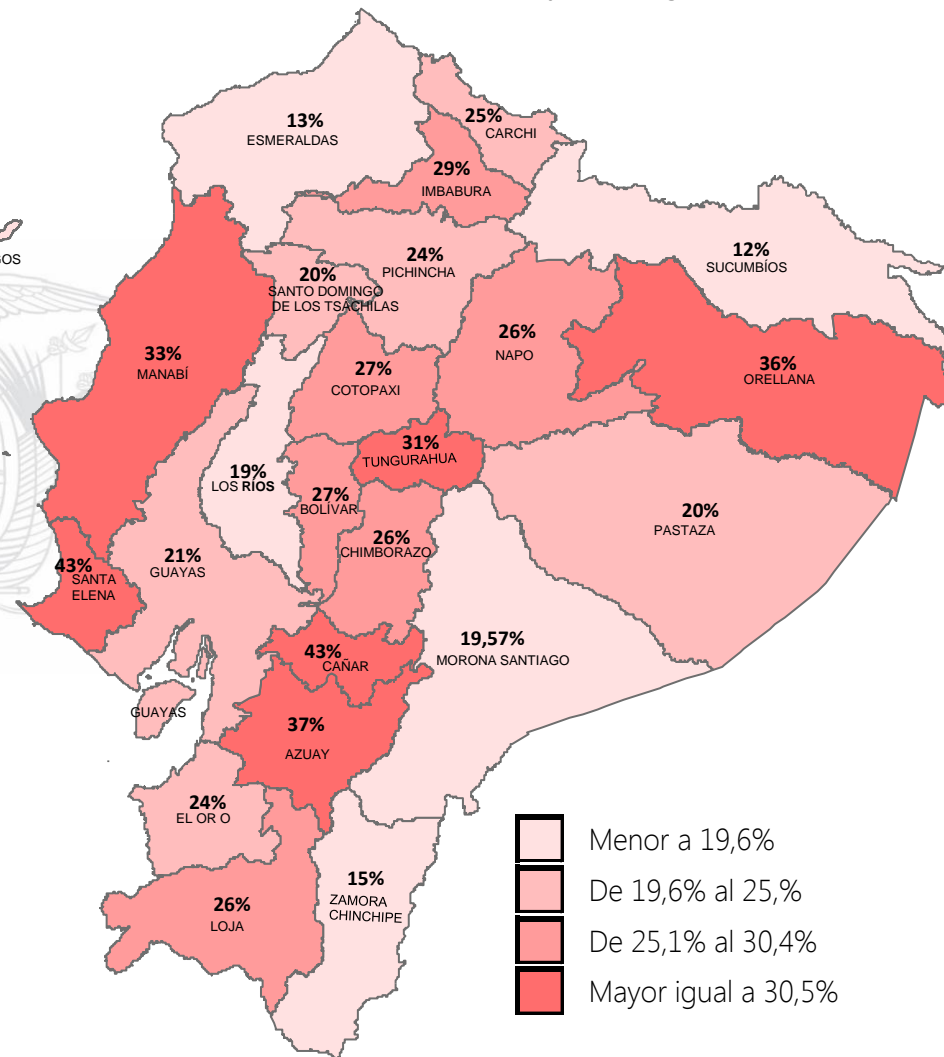 13%
ESMERALDAS
25%
CARCHI
29%
IMBABURA
GOS
24%
PICHINCHA
12%
SUCUMBÍOS
20%
SANTO DOMINGO
DE LOS TSÁCHILAS
33%
MANABÍ
27%
COTOPAXI
26%
NAPO
36%
ORELLANA
31%
TUNGURAHUA
19%
LOS RÍOS
27%
BOLÍVAR
20%
PASTAZA
26%
CHIMBORAZO
21%
GUAYAS
43%
SANTA
ELENA
19,57%
MORONA SANTIAGO
43%
CAÑAR
GUAYAS
37%
AZUAY
24%
EL OR O
15%
ZAMORA
CHINCHIPE
26%
LOJA
Menor a 19,6%
De 19,6% al 25,%
De 25,1% al 30,4%
Mayor igual a 30,5%